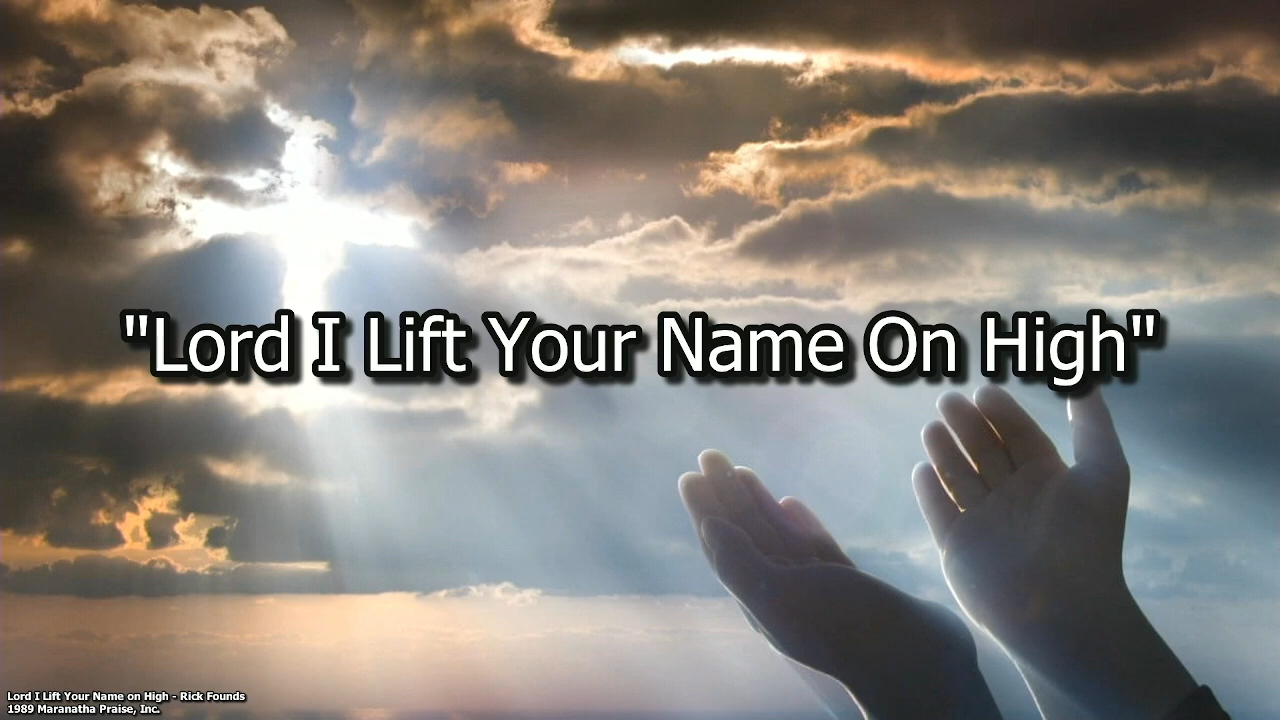 "Lord I Lift Your Name On High"
Lord I Lift Your Name on High - Rick Founds
1989 Maranatha Praise, Inc.